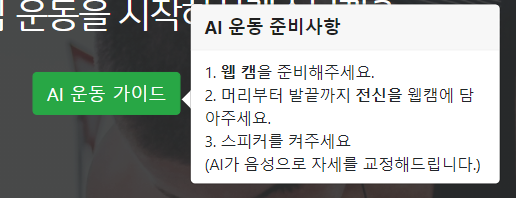 운동을 시작
AI 운동 준비사항
AI 운동 가이드
1. 웹 캠을 준비해주세요.
2. 머리부터 발끝까지 전신을 웹캠에 담
아주세요.
3. 스피커를 켜주세요
(AI가 음성으로 자세를 교정해드립니다.)